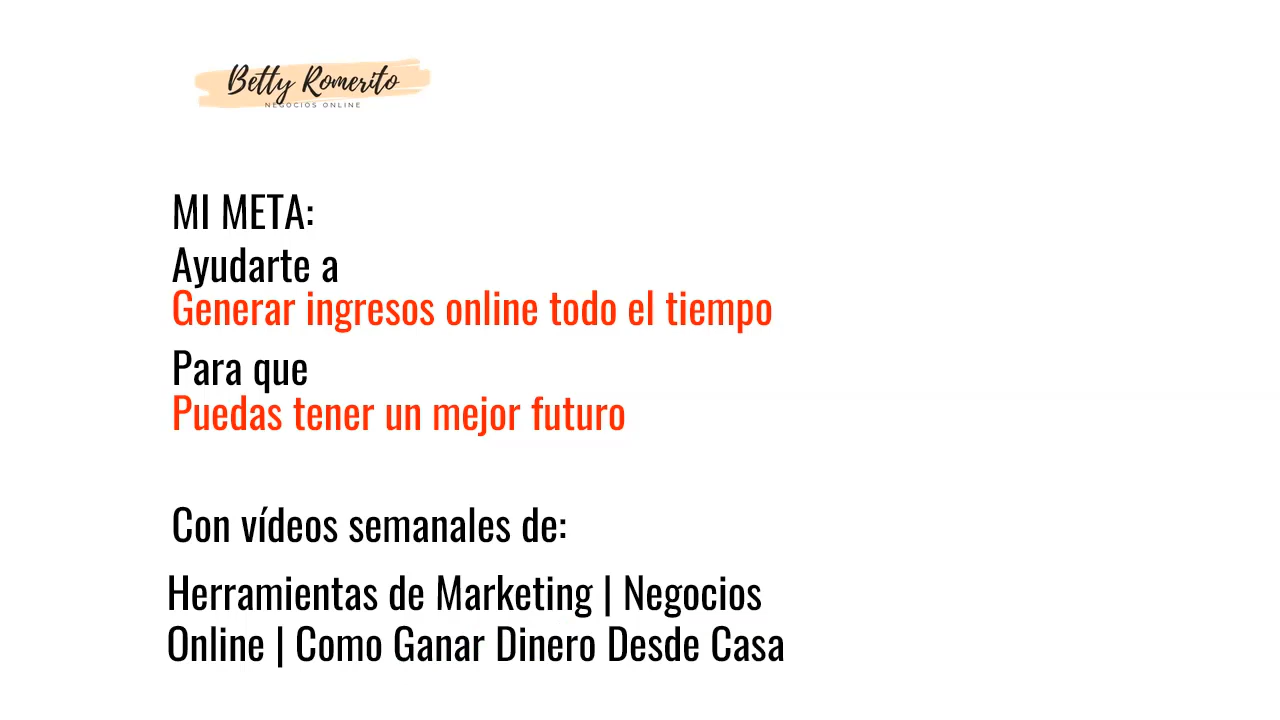 Betty Romerito
NEGOCIOS ONLINE
MI META:
Ayudarte a
Generar ingresos online todo el tiempo
Para que
Puedas tener un mejor futuro
Con vídeos semanales de:
Herramientas de Marketing | Negocios
Online | Como Ganar Dinero Desde Casa